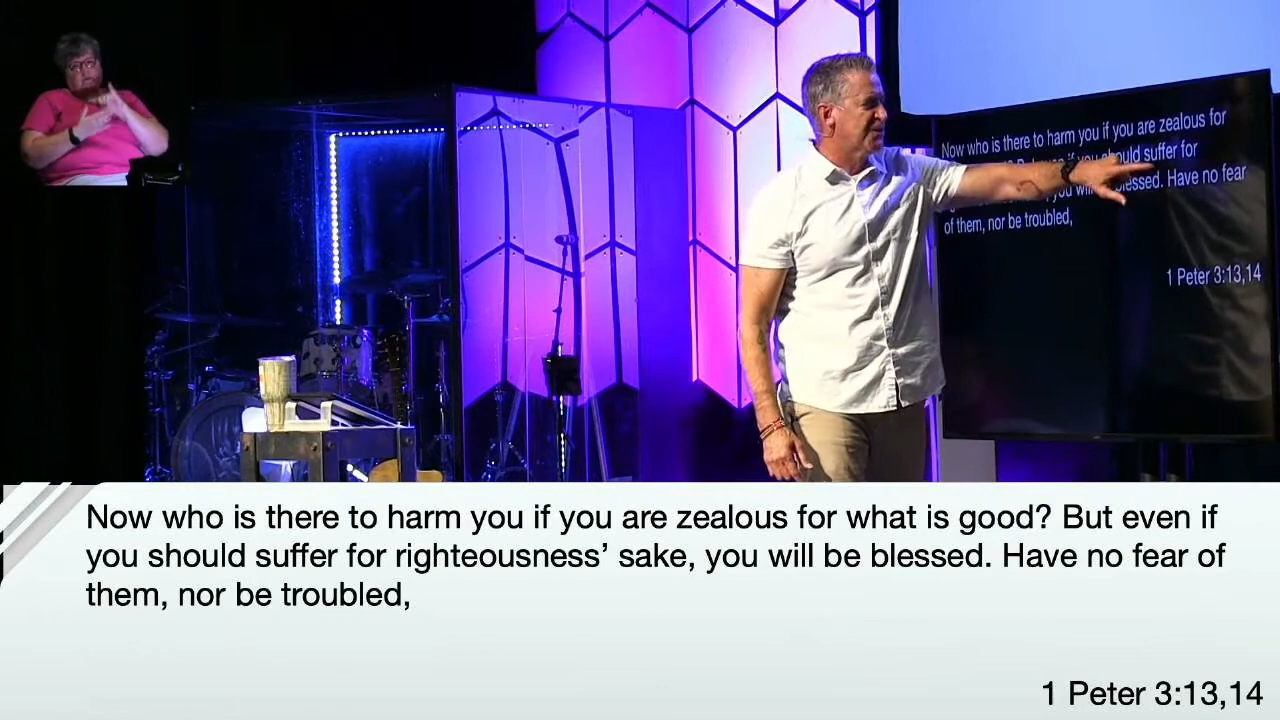 Now who is there to harm you if you are zealous for
should suffer for
you will blessed. Have no fear
of them, nor be troubled,
1 Peter 3:13,14
Now who is there to harm you if you are zealous for what is good? But even if
you should suffer for righteousness’ sake, you will be blessed. Have no fear of
them, nor be troubled,
1 Peter 3:13,14